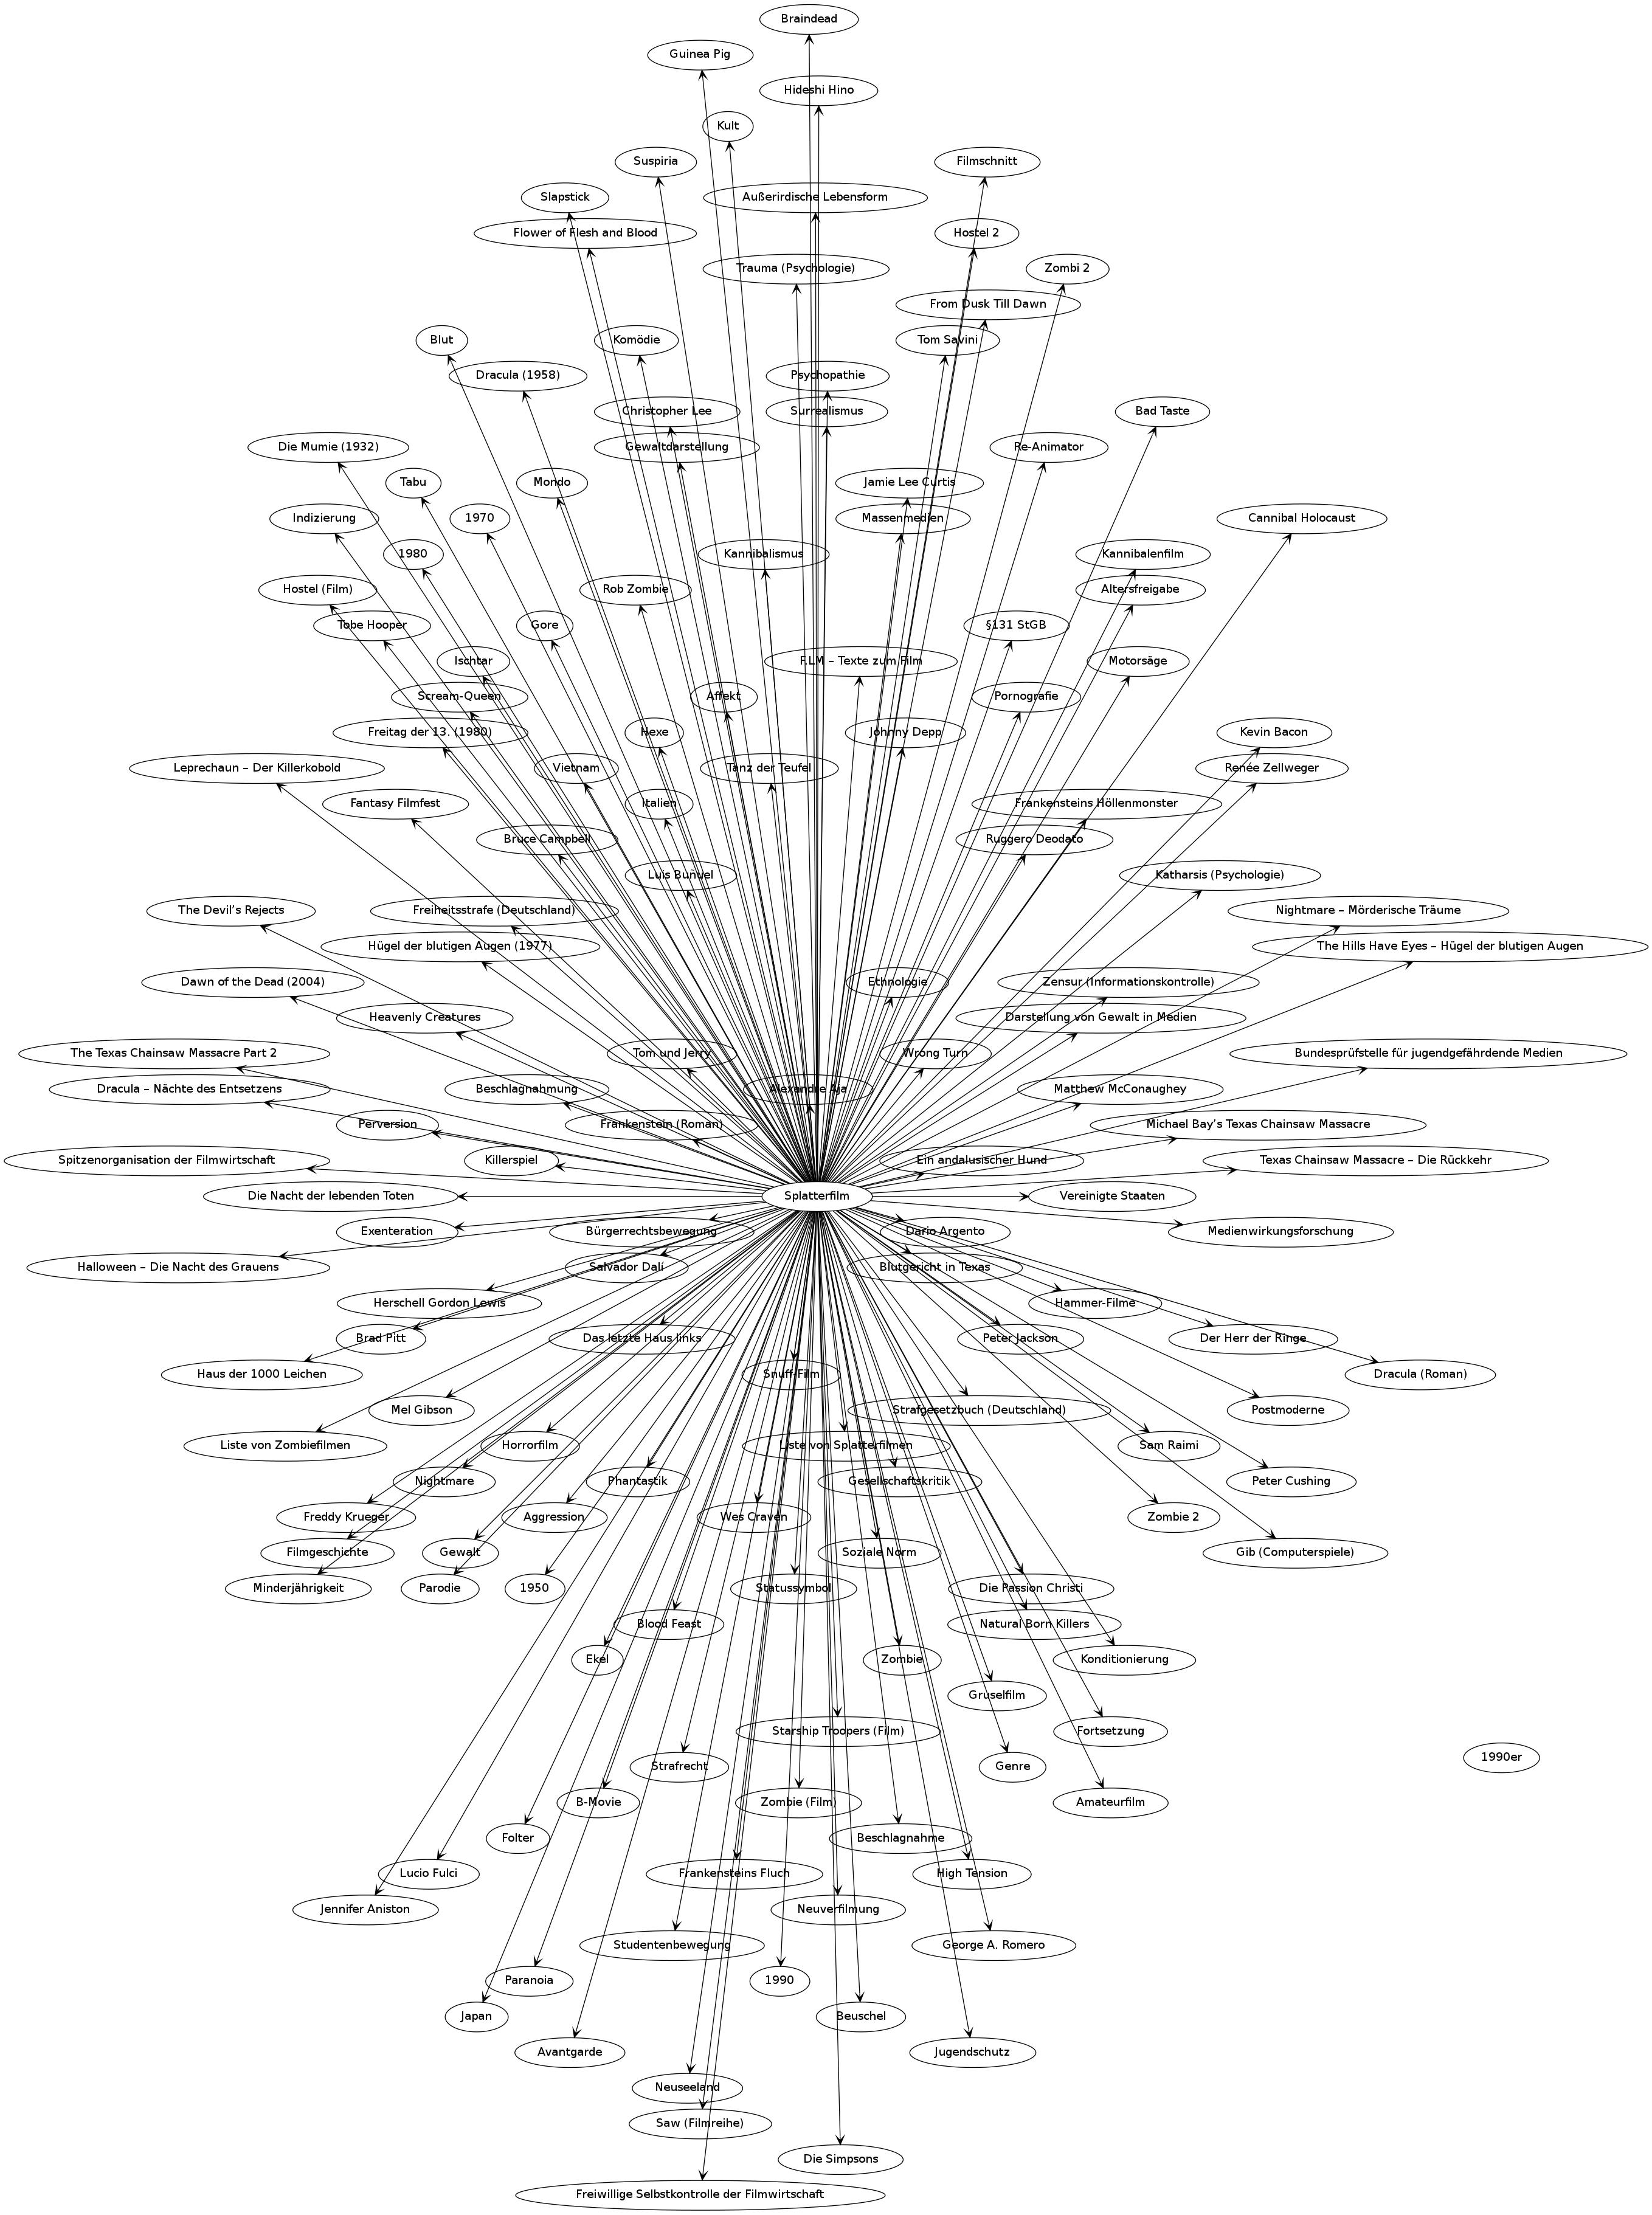 Braindead
Guinea Pig
Hideshi Hino
Kult
Suspiria
Filmschnitt
Slapstick
Außerirdische Lebensform
Flower of Flesh and Blood
Hostel 2
Trauma (Psychologie)
Zombi 2
From Dusk Till Dawn
Blut
Komödie
Tom Savini
Dracula (1958)
Psychopathie
Christopher Lee
Surrealismus
Bad Taste
Die Mumie (1932)
Gewaltdarstellung
Re-Animator
Tabu
Mondo
Jamie Lee Curtis
Indizierung
1970
Massenmedien
Cannibal Holocaust
1980
Kannibalismus
Kannibalenfilm
Hostel (Film)
Rob Zombie
Altersfreigabe
Tobe Hooper
Gore
§131 StGB
Ischtar
F.LM – Texte zum Film
Motorsäge
Scream-Queen
Affekt
Pornografie
Freitag der 13. (1980)
Hexe
Johnny Depp
Kevin Bacon
Leprechaun – Der Killerkobold
Vietnam
Tanz der Teufel
Renée Zellweger
Fantasy Filmfest
Italien
Frankensteins Höllenmonster
Bruce Campbell
Ruggero Deodato
Luis Buñuel
Katharsis (Psychologie)
The Devil’s Rejects
Freiheitsstrafe (Deutschland)
Nightmare – Mörderische Träume
Hügel der blutigen Augen (1977)
The Hills Have Eyes – Hügel der blutigen Augen
Dawn of the Dead (2004)
Ethnologie
Zensur (Informationskontrolle)
Heavenly Creatures
Darstellung von Gewalt in Medien
The Texas Chainsaw Massacre Part 2
Tom und Jerry
Wrong Turn
Bundesprüfstelle für jugendgefährdende Medien
Dracula – Nächte des Entsetzens
Beschlagnahmung
Alexandre Aja
Matthew McConaughey
Perversion
Frankenstein (Roman)
Michael Bay’s Texas Chainsaw Massacre
Spitzenorganisation der Filmwirtschaft
Killerspiel
Ein andalusischer Hund
Texas Chainsaw Massacre – Die Rückkehr
Die Nacht der lebenden Toten
Splatterfilm
Vereinigte Staaten
Exenteration
Bürgerrechtsbewegung
Dario Argento
Medienwirkungsforschung
Halloween – Die Nacht des Grauens
Salvador Dalí
Blutgericht in Texas
Herschell Gordon Lewis
Hammer-Filme
Brad Pitt
Das letzte Haus links
Peter Jackson
Der Herr der Ringe
Haus der 1000 Leichen
Snuff-Film
Dracula (Roman)
Mel Gibson
Strafgesetzbuch (Deutschland)
Postmoderne
Liste von Zombiefilmen
Horrorfilm
Liste von Splatterfilmen
Sam Raimi
Nightmare
Phantastik
Gesellschaftskritik
Peter Cushing
Freddy Krueger
Aggression
Wes Craven
Zombie 2
Filmgeschichte
Gewalt
Soziale Norm
Gib (Computerspiele)
Minderjährigkeit
Parodie
1950
Statussymbol
Die Passion Christi
Blood Feast
Natural Born Killers
Ekel
Zombie
Konditionierung
Gruselfilm
Starship Troopers (Film)
Fortsetzung
1990er
Strafrecht
Genre
B-Movie
Zombie (Film)
Amateurfilm
Folter
Beschlagnahme
Lucio Fulci
Frankensteins Fluch
High Tension
Jennifer Aniston
Neuverfilmung
Studentenbewegung
George A. Romero
Paranoia
1990
Japan
Beuschel
Avantgarde
Jugendschutz
Neuseeland
Saw (Filmreihe)
Die Simpsons
Freiwillige Selbstkontrolle der Filmwirtschaft